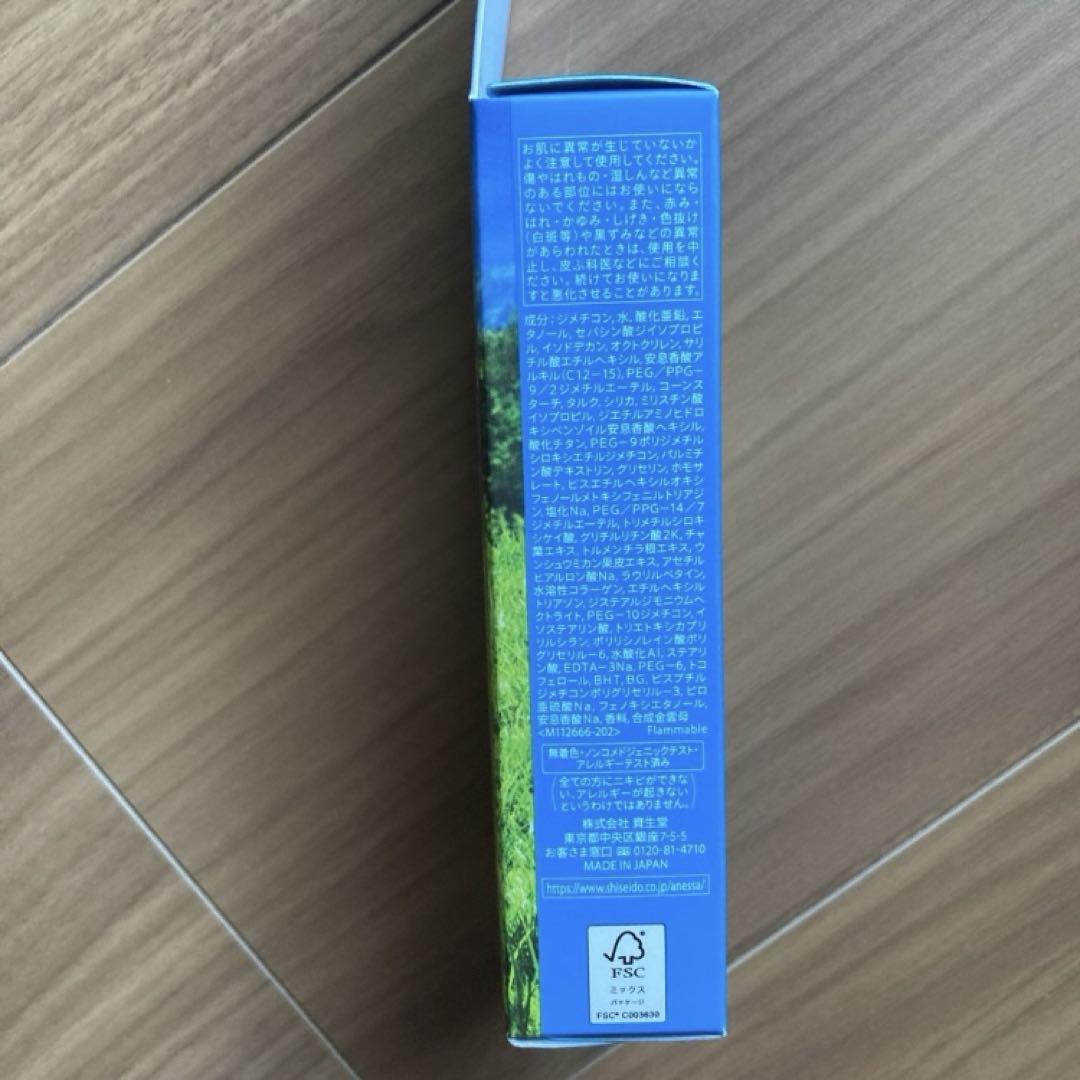 お肌に異常が生じていないか
よく注意して使用してください。
傷やはれもの・湿しんなど異常
のある部位にはお使いになら
ないでください。また、赤み・
はれ・かゆみ・しげき・色抜け
(白斑等)や黒ずみなどの異常
があらわれたときは、使用を中
止し、皮ふ科医などにご相談く
ださい。続けてお使いになりま
すと悪化させることがあります。
成分:ジメチコン, 水, 酸化亜鉛, エ
タノール, セバシン酸ジイソプロピ
ル, イソドデカン, オクトクリレン, サリ
チル酸エチルヘキシル, 安息香酸ア
ルキル(C12-15), PEG/PPG-
9/2ジメチルエーテル, コーンス
ターチ, タルク, シリカ, ミリスチン酸
イソプロピル, ジエチルアミノヒドロ
キシベンゾイル安息香酸ヘキシル,
酸化チタン, PEG-9ポリジメチル
シロキシエチルジメチコン, パルミチ
ン酸デキストリン, グリセリン, ホモサ
レート, ビスエチルヘキシルオキシ
フェノールメトキシフェニルトリアジ
ン, 塩化Na, PEG/PPG-14/7
ジメチルエーテル, トリメチルシロキ
シケイ酸, グリチルリチン酸2K, チャ
葉エキス, トルメンチラ根エキス, ウ
ンシュウミカン果皮エキス, アセチル
ヒアルロン酸Na, ラウリルベタイン,
水溶性コラーゲン, エチルヘキシル
トリアゾン, ジステアルジモニウムヘ
クトライト, PEG-10ジメチコン, イ
ソステアリン酸, トリエトキシカプリ
リルシラン, ポリリシノレイン酸ポリ
グリセリル-6, 水酸化Al, ステアリ
ン酸, EDTA-3Na, PEG-6, トコ
フェロール, BHT, BG, ビスブチル
ジメチコンポリグリセリル-3, ピロ
亜硫酸Na, フェノキシエタノール,
安息香酸Na, 香料, 合成金雲母
<M112666-202> Flammable
無着色・ノンコメドジェニックテスト・
アレルギーテスト済み
(全ての方にニキビができな
い、アレルギーが起きない
というわけではありません。)
株式会社 資生堂
東京都中央区銀座7-5-5
お客さま窓口 0120-81-4710
MADE IN JAPAN
https://www.shiseido.co.jp/anessa/
FSC
ミックス
パッケージ
FSC® C003630